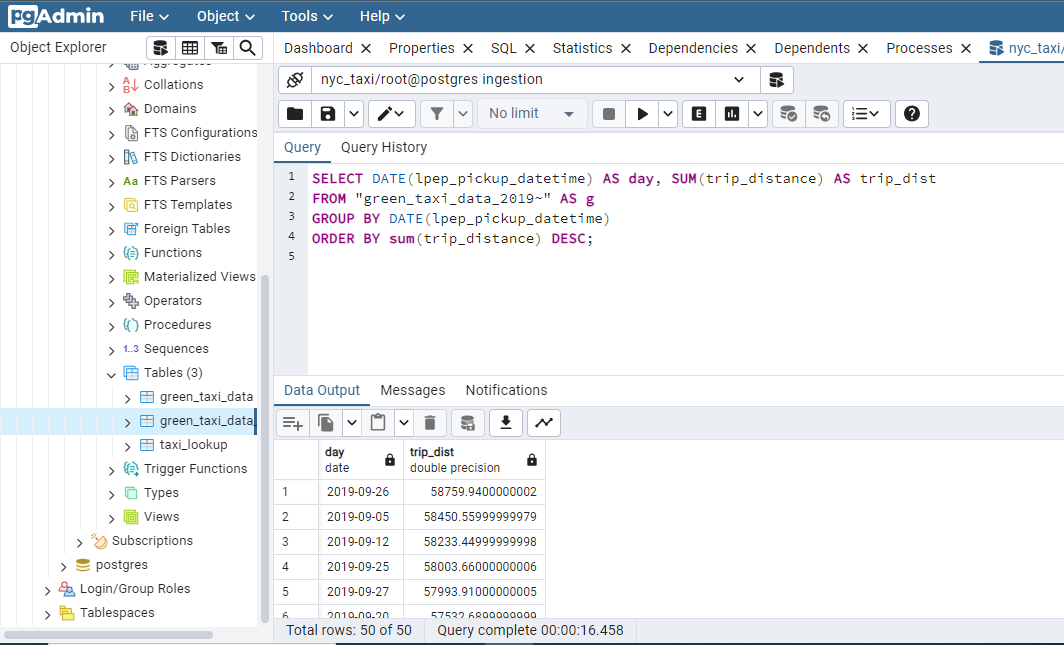 pgAdmin File Object Tools Help
Object Explorer
Dashboard Properties SQL Statistics Dependencies Dependents Processes nyc_taxi/
nyc_taxi/root@postgres ingestion
No limit
E
Query Query History
1 SELECT DATE(lpep_pickup_datetime) AS day, SUM(trip_distance) AS trip_dist
2 FROM "green_taxi_data_2019~" AS g
3 GROUP BY DATE(lpep_pickup_datetime)
4 ORDER BY sum(trip_distance) DESC;
5
Aggregates
Collations
Domains
FTS Configurations
FTS Dictionaries
Aa FTS Parsers
FTS Templates
Foreign Tables
Functions
Materialized Views
Operators
Procedures
1..3 Sequences
Tables (3)
green_taxi_data
green_taxi_data_
taxi_lookup
Trigger Functions
Types
Views
Subscriptions
postgres
Login/Group Roles
Tablespaces
Data Output Messages Notifications
day trip_dist
date double precision
1 2019-09-26 58759.9400000002
2 2019-09-05 58450.55999999979
3 2019-09-12 58233.44999999998
4 2019-09-25 58003.66000000006
5 2019-09-27 57993.91000000005
6 2019-09-20 57532.6899999999
Total rows: 50 of 50 Query complete 00:00:16.458